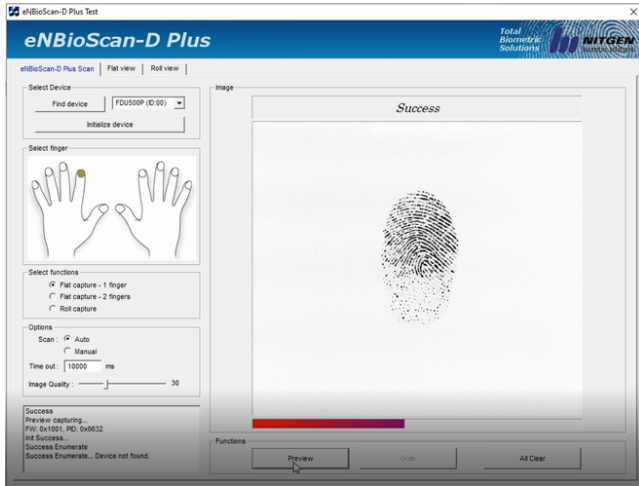 eNBioScan-D Plus Test
eNBioScan-D Plus
Total
Biometric
Solutions
NITGEN
eNBioScan-D Plus Scan
Flat view
Roll view
Select Device
Find device
FDU500P (ID:00)
Initialize device
Select finger
Select functions
Flat capture - 1 finger
Flat capture - 2 fingers
Roll capture
Options
Scan : Auto
Manual
Time out : 10000 ms
Image Quality : 30
Success
Preview capturing...
FW: 0x1001, PID: 0x0632
Init Success...
Success Enumerate
Success Enumerate... Device not found.
Image
Success
Functions
Preview
Grab
All Clear